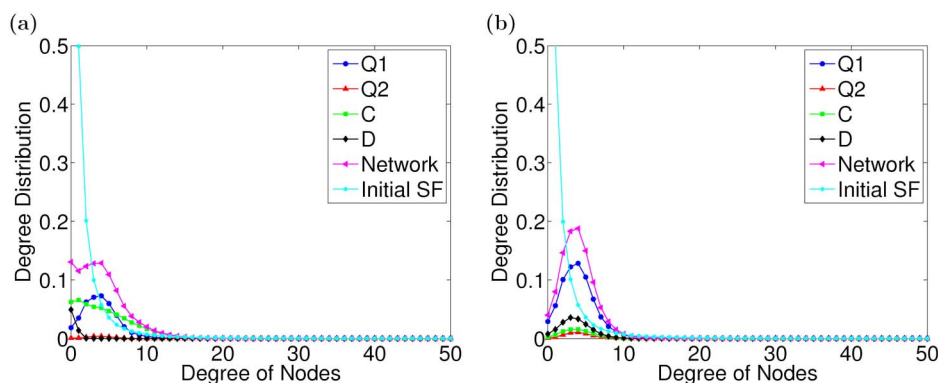 (a)
0.5
0.4
0.3
0.2
0.1
0
Degree Distribution
0 10 20 30 40 50
Degree of Nodes
Q1
Q2
C
D
Network
Initial SF
(b)
0.5
0.4
0.3
0.2
0.1
0
Degree Distribution
0 10 20 30 40 50
Degree of Nodes
Q1
Q2
C
D
Network
Initial SF